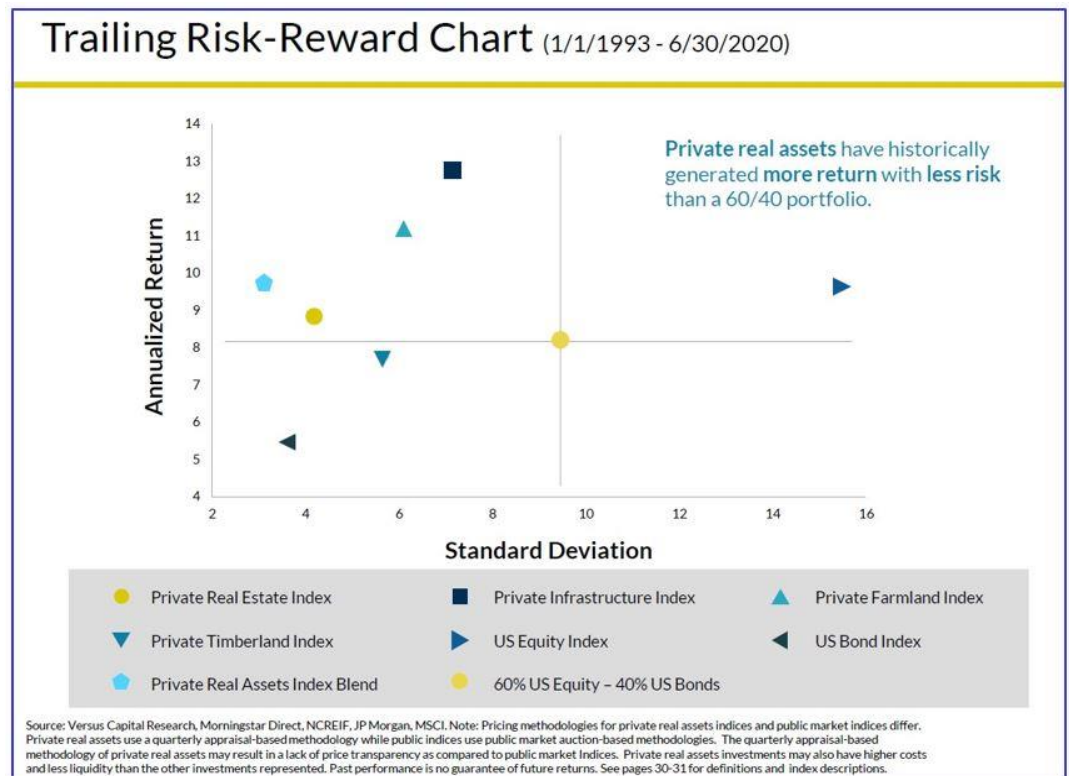 Trailing Risk-Reward Chart (1/1/1993 - 6/30/2020)
Private real assets have historically
generated more return with less risk
than a 60/40 portfolio.
Annualized Return
14
13
12
11
10
9
8
7
6
5
4
2 4 6 8 10 12 14 16
Standard Deviation
Private Real Estate Index Private Infrastructure Index Private Farmland Index
Private Timberland Index US Equity Index US Bond Index
Private Real Assets Index Blend 60% US Equity – 40% US Bonds
Source: Versus Capital Research, Morningstar Direct, NCREIF, JP Morgan, MSCI. Note: Pricing methodologies for private real assets indices and public market indices differ.
Private real assets use a quarterly appraisal-based methodology while public indices use public market auction-based methodologies. The quarterly appraisal-based
methodology of private real assets may result in a lack of price transparency as compared to public market Indices. Private real assets investments may also have higher costs
and less liquidity than the other investments represented. Past performance is no guarantee of future returns. See pages 30-31 for definitions and index descriptions.